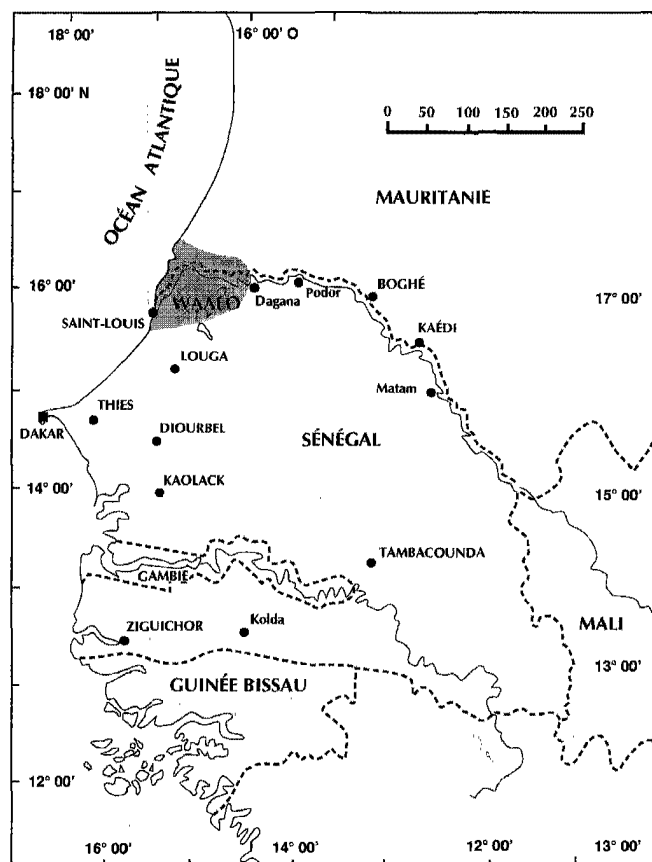 18° 00'
16° 00' O
18° 00' N
0 50 100 150 200 250
OCÉAN ATLANTIQUE
MAURITANIE
16° 00'
WAALO
Dagana
Podor
BOGHÉ
17° 00'
SAINT-LOUIS
KAÉDI
LOUGA
Matam
THIES
DAKAR
DIOURBEL
SÉNÉGAL
KAOLACK
14° 00'
15° 00'
TAMBACOUNDA
GAMBIE
ZIGUICHOR
Kolda
MALI
13° 00'
GUINÉE BISSAU
12° 00'
16° 00'
14° 00'
12° 00'
13° 00'